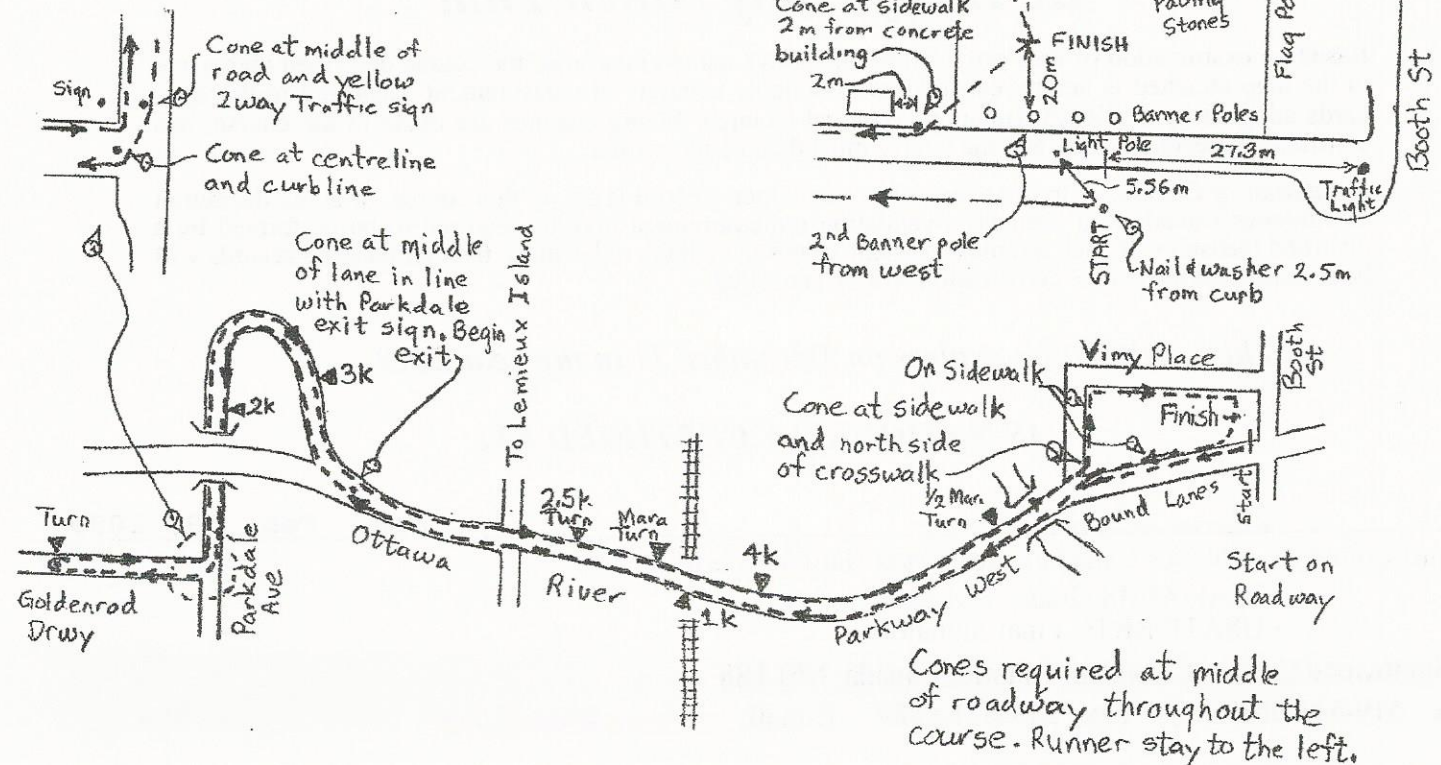 Cone at middle of
road and yellow
2way Traffic sign
Sign
Cone at centreline
and curbline
Cone at sidewalk
2m from concrete
building
2m
FINISH
20m
Paving
Stones
Booth St
Banner Poles
Light Pole
27.3m
5.56m
Traffic
Light
2nd Banner pole
from west
START
Nail & washer 2.5m
from curb
Cone at middle
of lane in line
with Parkdale
exit sign. Begin
exit
To Lemieux Island
3k
2k
On Sidewalk
Vimy Place
Booth
St
Finish
Cone at sidewalk
and north side
of crosswalk
1/2 Mar.
Turn
Bound Lanes
Start
Turn
Parkdale
Ave
Ottawa
2.5k
Turn
Mara
Turn
4k
River
1k
Parkway
West
Start on
Roadway
Goldenrod
Drwy
Cones required at middle
of roadway throughout the
course. Runner stay to the left.